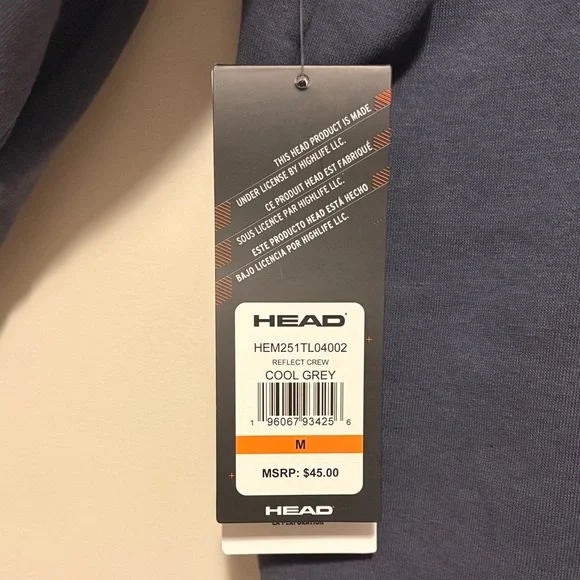 THIS HEAD PRODUCT IS MADE
UNDER LICENSE BY HIGHLIFE LLC.
CE PRODUIT HEAD EST FABRIQUÉ
SOUS LICENCE PAR HIGHLIFE LLC.
ESTE PRODUCTO HEAD ESTÁ HECHO
BAJO LICENCIA POR HIGHLIFE LLC.
HEAD
HEM251TL04002
REFLECT CREW
COOL GREY
1 96067 93425 6
M
MSRP: $45.00
HEAD
LA PERFORATION